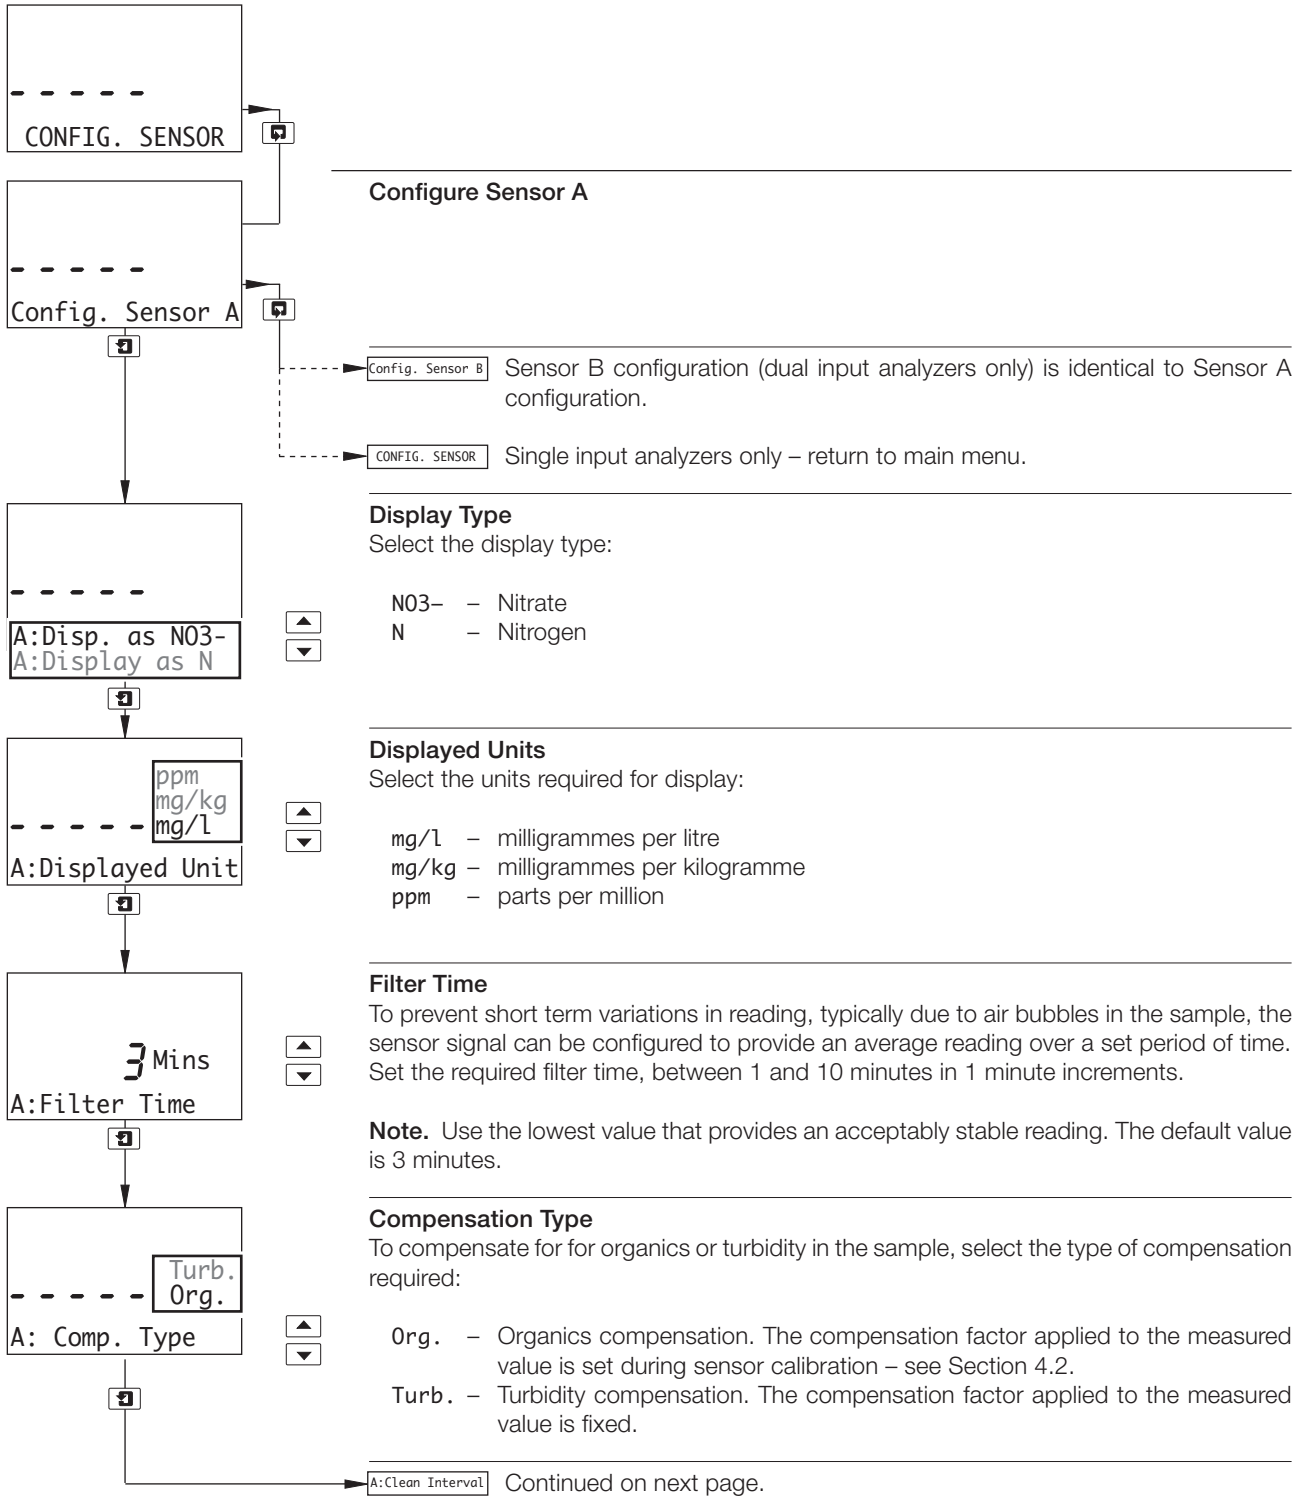 CONFIG. SENSOR
Configure Sensor A
Config. Sensor A
Config. Sensor B
Sensor B configuration (dual input analyzers only) is identical to Sensor A
configuration.
CONFIG. SENSOR
Single input analyzers only – return to main menu.
Display Type
Select the display type:
NO3– – Nitrate
N – Nitrogen
A:Disp. as NO3-
A:Display as N
Displayed Units
Select the units required for display:
ppm
mg/kg
mg/l
A:Displayed Unit
mg/l – milligrammes per litre
mg/kg – milligrammes per kilogramme
ppm – parts per million
Filter Time
To prevent short term variations in reading, typically due to air bubbles in the sample, the
sensor signal can be configured to provide an average reading over a set period of time.
Set the required filter time, between 1 and 10 minutes in 1 minute increments.
3 Mins
A:Filter Time
Note. Use the lowest value that provides an acceptably stable reading. The default value
is 3 minutes.
Compensation Type
To compensate for for organics or turbidity in the sample, select the type of compensation
required:
Turb.
Org.
A: Comp. Type
Org. – Organics compensation. The compensation factor applied to the measured
value is set during sensor calibration – see Section 4.2.
Turb. – Turbidity compensation. The compensation factor applied to the measured
value is fixed.
A:Clean Interval
Continued on next page.